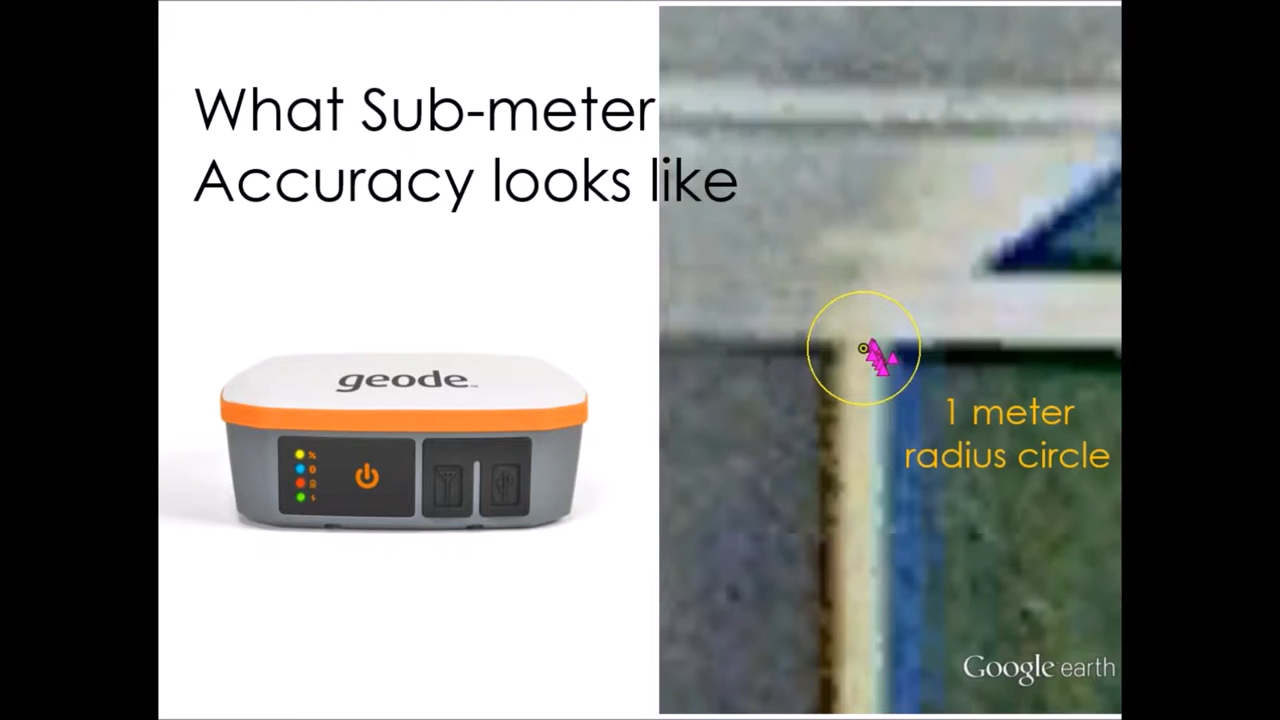 What Sub-meter
Accuracy looks like
geode
1 meter
radius circle
Google earth